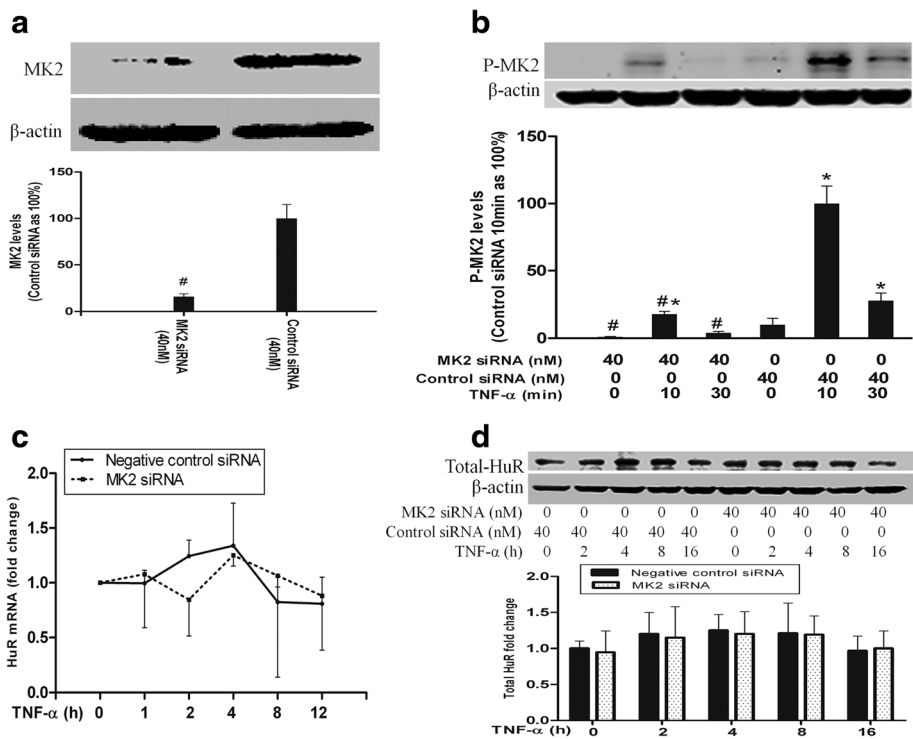 a
MK2
β-actin
150
100
50
0
MK2 levels
(Control siRNA as 100%)
#
MK2 siRNA
(40nM)
Control siRNA
(40nM)
b
P-MK2
β-actin
150
100
50
0
P-MK2 levels
(Control siRNA 10min as 100%)
# #* # * *
MK2 siRNA (nM) 40 40 40 0 0 0
Control siRNA (nM) 0 0 0 40 40 40
TNF-α (min) 0 10 30 0 10 30
c
Negative control siRNA
MK2 siRNA
2.0
1.5
1.0
0.5
0.0
HuR mRNA (fold change)
TNF-α (h) 0 1 2 4 8 12
d
Total-HuR
β-actin
MK2 siRNA (nM) 0 0 0 0 0 40 40 40 40 40
Control siRNA (nM) 40 40 40 40 40 0 0 0 0 0
TNF-α (h) 0 2 4 8 16 0 2 4 8 16
Negative control siRNA
MK2 siRNA
2.0
1.5
1.0
0.5
0.0
Total HuR fold change
TNF-α (h) 0 2 4 8 16